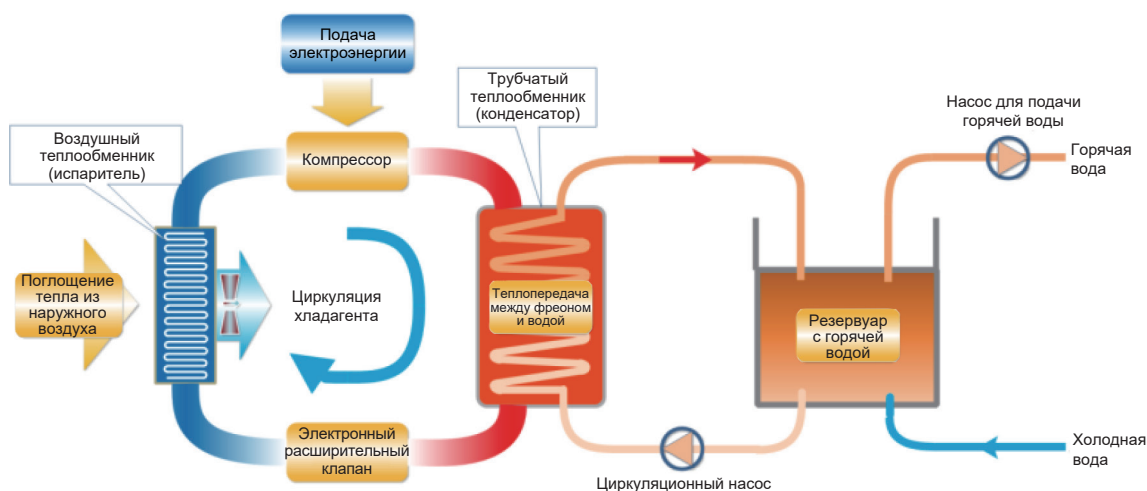 Подача
электроэнергии
Трубчатый
теплообменник
(конденсатор)
Насос для подачи
горячей воды
Воздушный
теплообменник
(испаритель)
Компрессор
Горячая
вода
Поглощение
тепла из
наружного
воздуха
Циркуляция
хладагента
Теплопередача
между фреоном
и водой
Резервуар
с горячей
водой
Электронный
расширительный
клапан
Холодная
вода
Циркуляционный насос